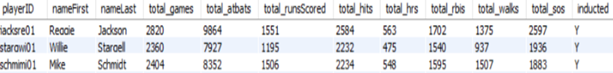 playerID nameFirst nameLast total_games total_atbats total_runsScored total_hits total_hrs total_rbis total_walks total_sos inducted
jacksre01 Reggie Jackson 2820 9864 1551 2584 563 1702 1375 2597 Y
stargwi01 Willie Stargell 2360 7927 1195 2232 475 1540 937 1936 Y
schmimi01 Mike Schmidt 2404 8352 1506 2234 548 1595 1507 1883 Y